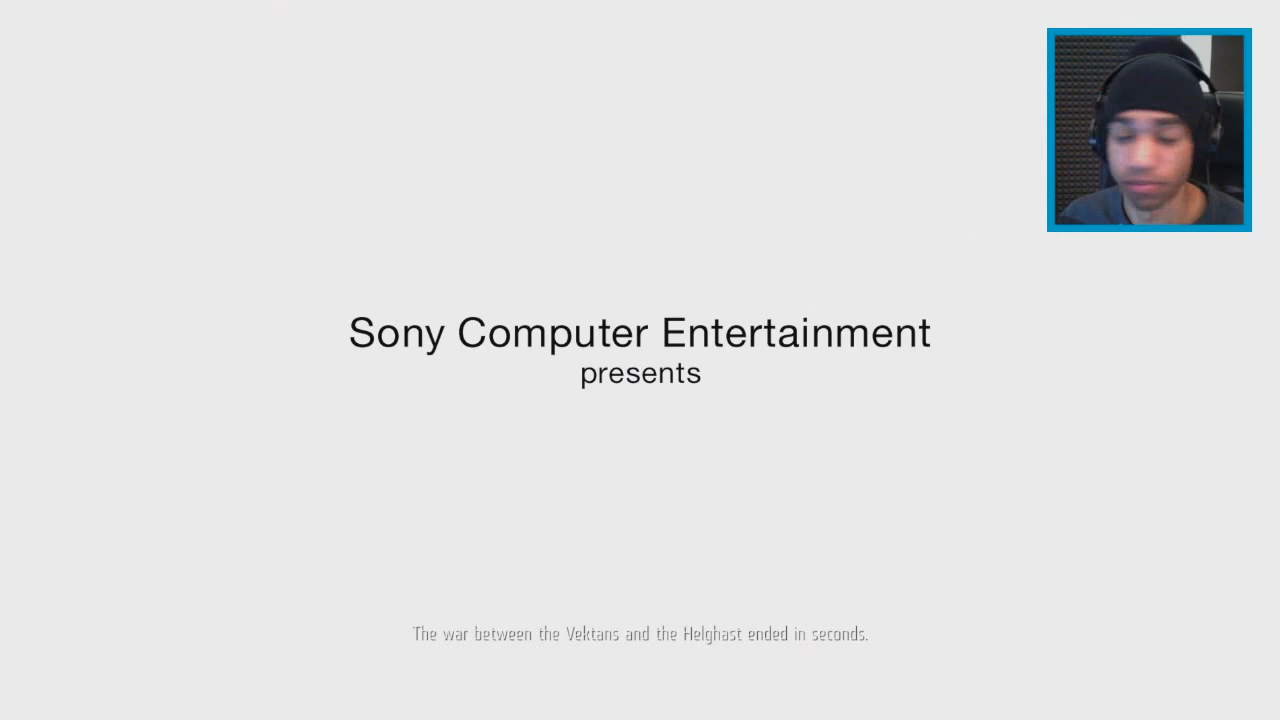 Sony Computer Entertainment
presents
The war between the Vektans and the Helghast ended in seconds.